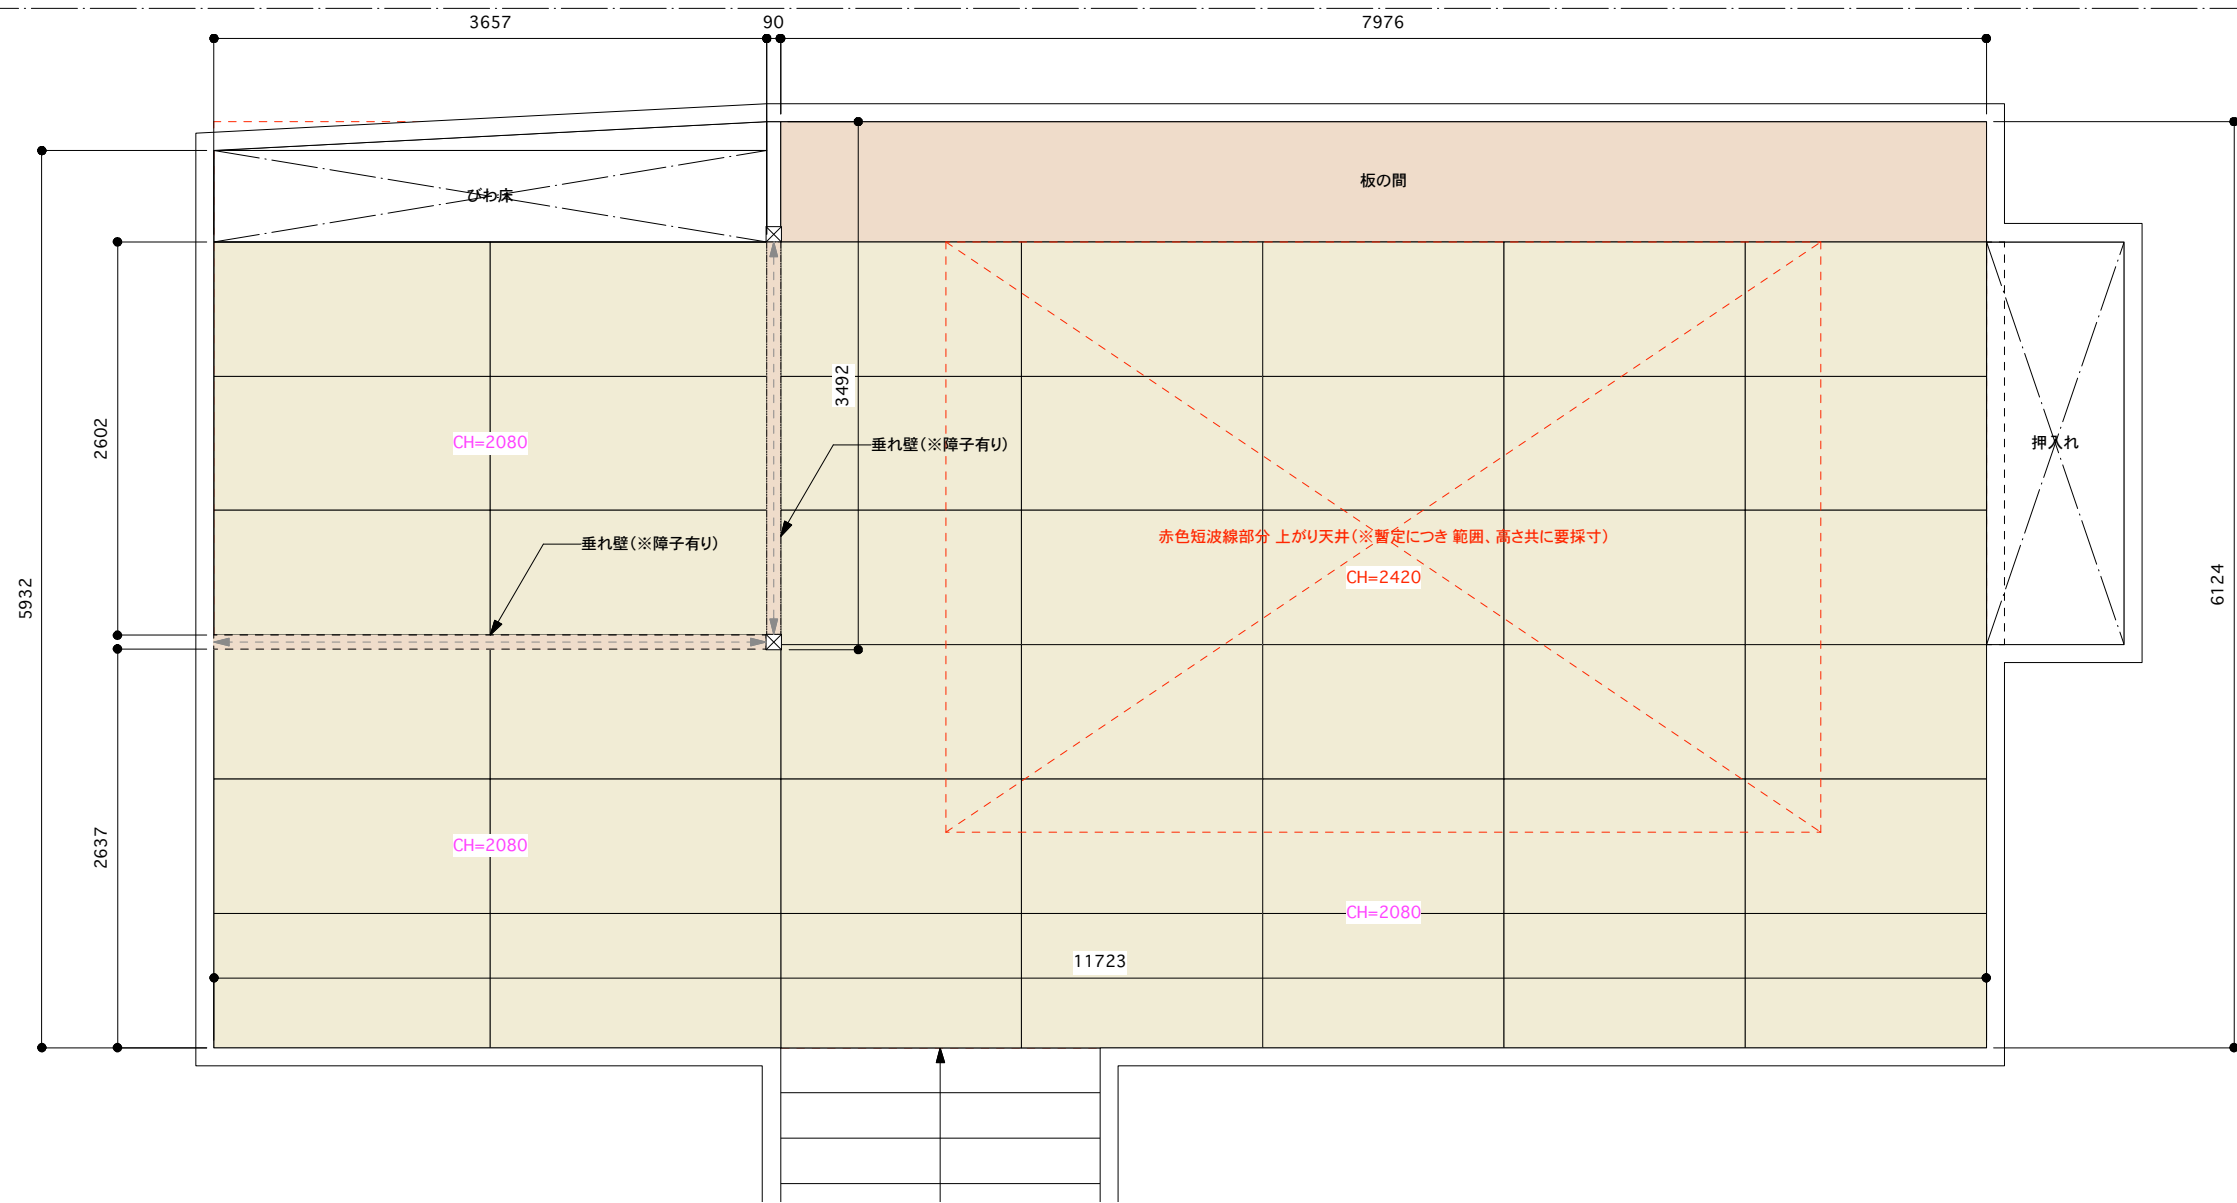 3657
90
7976
びわ床
板の間
3492
2602
CH=2080
垂れ壁(※障子有り)
押入れ
垂れ壁(※障子有り)
赤色短波線部分 上がり天井(※暫定につき 範囲、高さ共に要採寸)
CH=2420
5932
6124
2637
CH=2080
CH=2080
11723